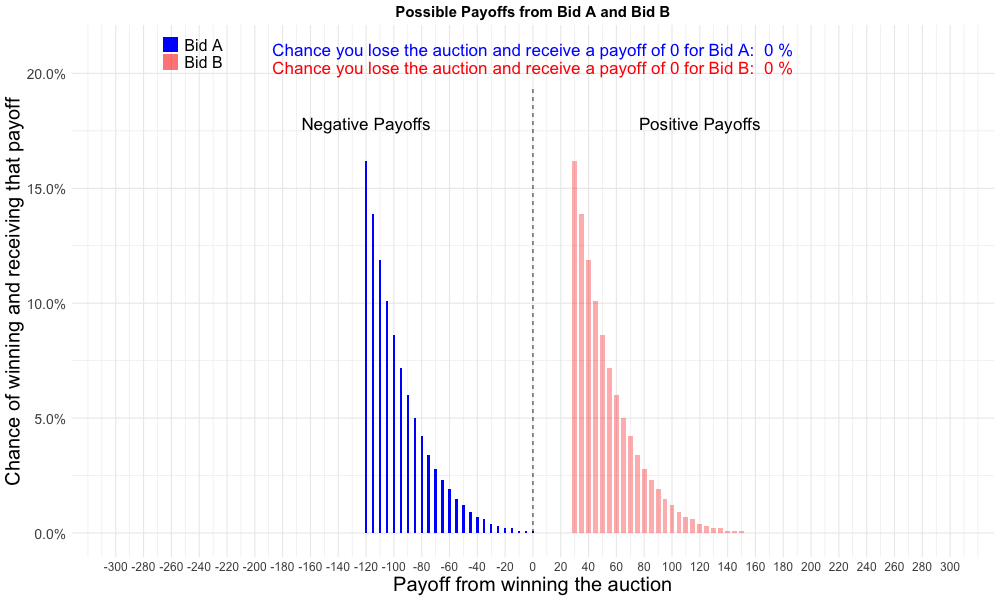 Possible Payoffs from Bid A and Bid B
Bid A
Bid B
Chance you lose the auction and receive a payoff of 0 for Bid A:  0 %
Chance you lose the auction and receive a payoff of 0 for Bid B:  0 %
Negative Payoffs
Positive Payoffs
Chance of winning and receiving that payoff
20.0%
15.0%
10.0%
5.0%
0.0%
-300 -280 -260 -240 -220 -200 -180 -160 -140 -120 -100 -80 -60 -40 -20 0 20 40 60 80 100 120 140 160 180 200 220 240 260 280 300
Payoff from winning the auction